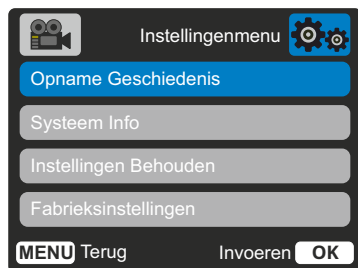 Instellingenmenu
Opname Geschiedenis
Systeem Info
Instellingen Behouden
Fabrieksinstellingen
MENU Terug Invoeren OK